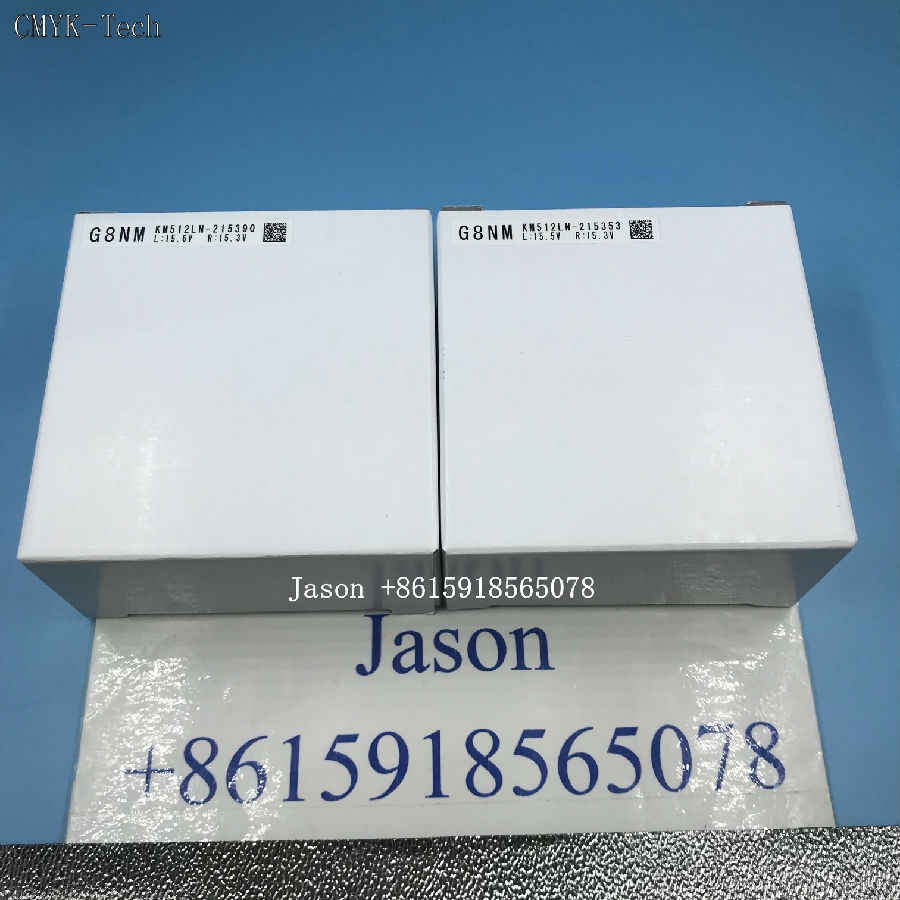 CMYK-Tech
G8NM KM512LN-215390
L:15.5V R:15.3V
G8NM KM512LN-215353
L:15.5V R:15.3V
Jason +8615918565078
Jason
+8615918565078